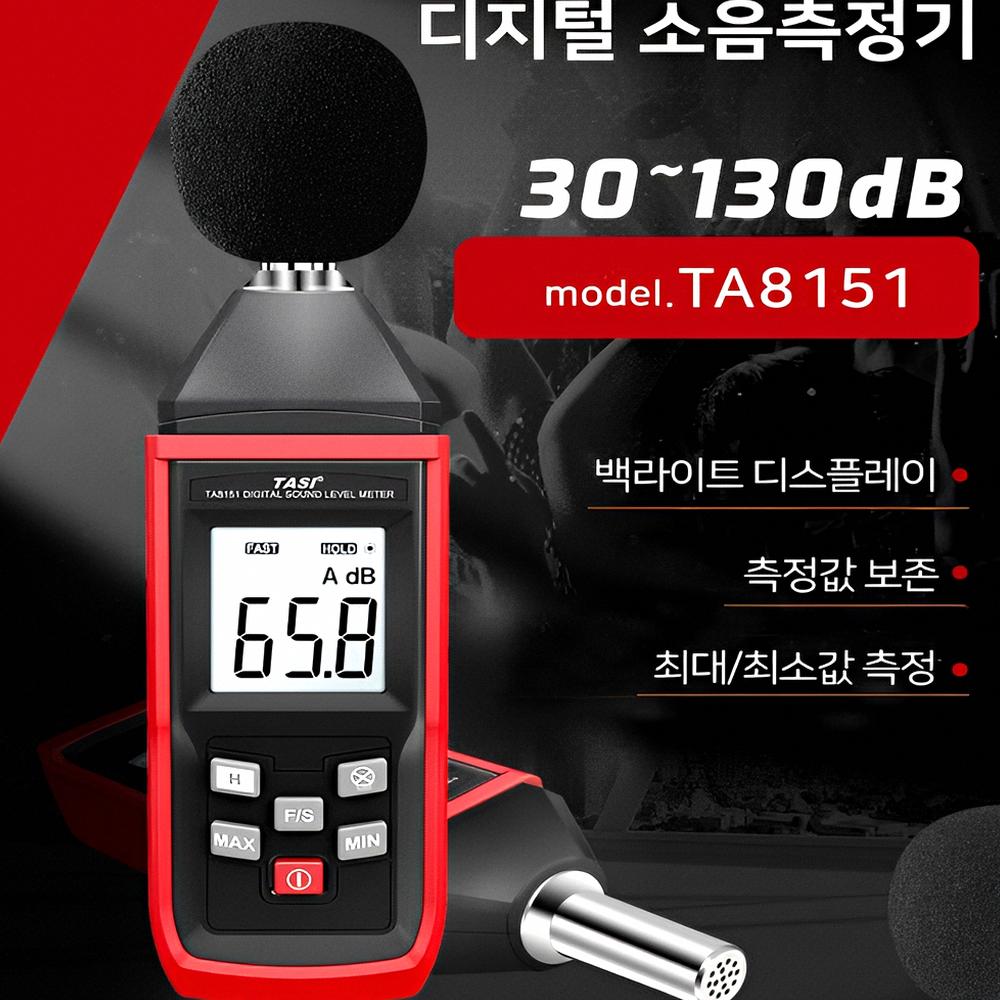 디지털 소음측정기
30~130dB
model.TA8151
백라이트 디스플레이
측정값 보존
최대/최소값 측정
TASI
TA8151 DIGITAL SOUND LEVEL METER
FAST HOLD
A dB
65.8
H
F/S
MAX MIN